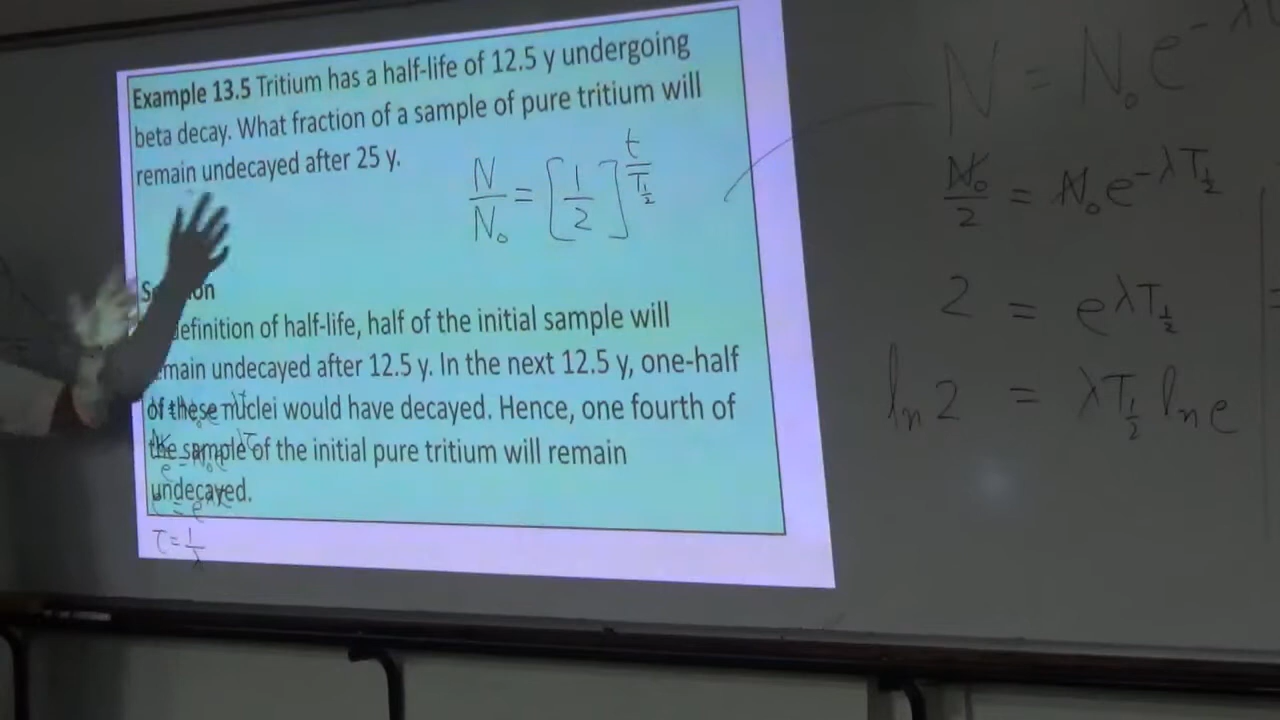 Example 13.5 Tritium has a half-life of 12.5 y undergoing
beta decay. What fraction of a sample of pure tritium will
remain undecayed after 25 y.
N/N₀ = [1/2]^(t/T½)
efinition of half-life, half of the initial sample will
main undecayed after 12.5 y. In the next 12.5 y, one-half
of these nuclei would have decayed. Hence, one fourth of
the sample of the initial pure tritium will remain
undecayed.
τ = 1/λ
N = N₀e^-λ
N₀/2 = N₀e^-λT½
2 = e^λT½
ln 2 = λT½ ln e